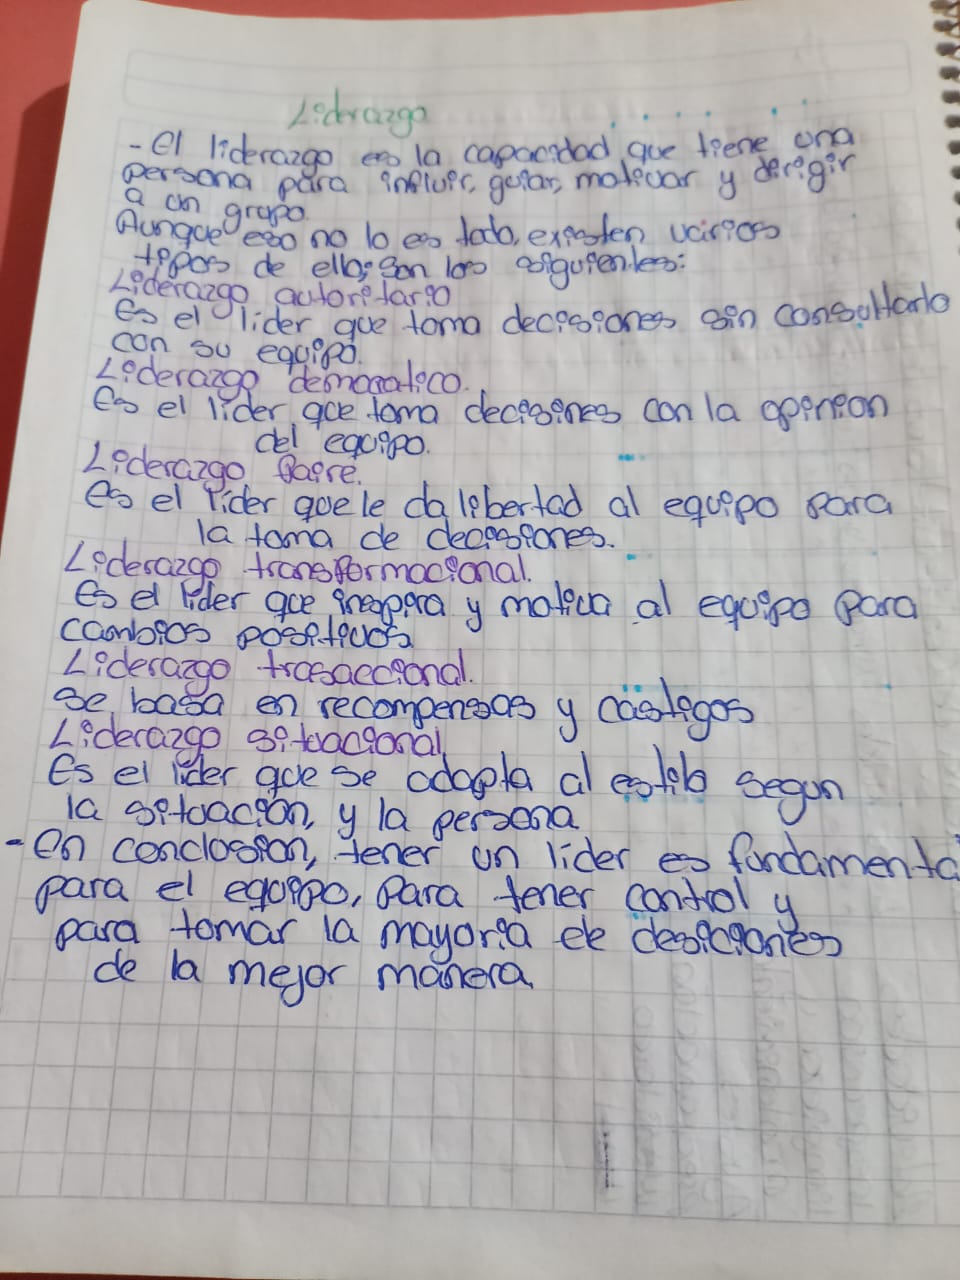 Liderazgo
- El liderazgo es la capacidad que tiene una
persona para influir, guiar, motivar y dirigir
a un grupo.
Aunque eso no lo es todo, existen varios
tipos de ello, son los siguientes:
Liderazgo autoritario
Es el lider que toma decisiones sin consultarlo
con su equipo.
Liderazgo democratico.
Es el lider que toma decisines con la opinion
del equipo.
Liderazgo faire.
Es el lider que le da libertad al equipo para
la toma de decisiones.
Liderazgo transformacional.
Es el lider que inspira y motiva al equipo para
cambios positivos
Liderazgo trasaccional.
Se basa en recompensas y castigos
Liderazgo situacional
Es el lider que se adapta al estilo segun
la situación, y la persona
- En conclusion, tener un lider es fundamental
para el equipo, para tener control y
para tomar la mayoria de desiciones
de la mejor manera.